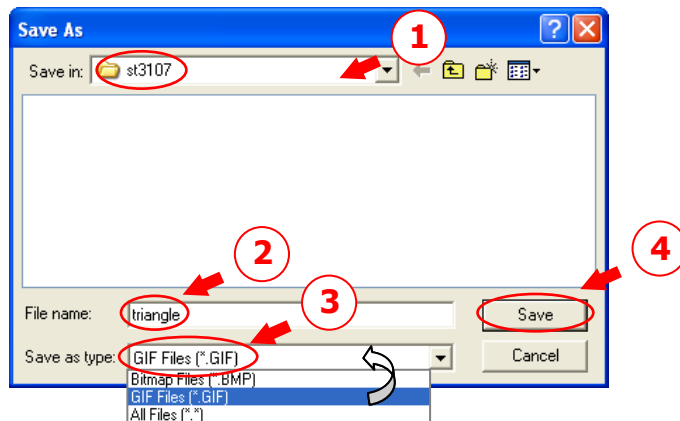 Save As
1
Save in: st3107
2
3
4
File name: triangle
Save
Save as type: GIF Files (*.GIF)
Cancel
Bitmap Files (*.BMP)
GIF Files (*.GIF)
All Files (*.*)